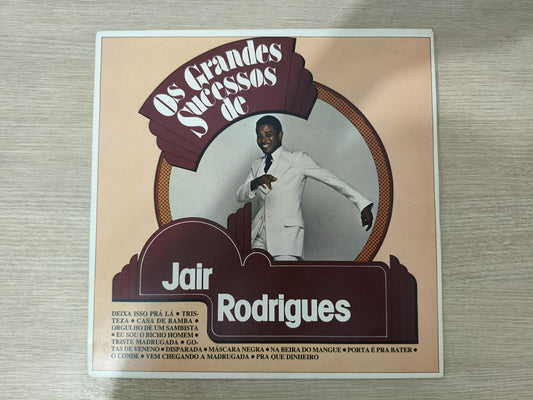 Os Grandes
Sucessos
de
Jair
Rodrigues
DEIXA ISSO PRÁ LÁ • TRIS-
TEZA • CASA DE BAMBA •
ORGULHO DE UM SAMBISTA
• EU SOU O BICHO HOMEM •
TRISTE MADRUGADA • GO-
TAS DE VENENO • DISPARADA • MÁSCARA NEGRA • NA BEIRA DO MANGUE • PORTA É PRA BATER •
O CONDE • VEM CHEGANDO A MADRUGADA • PRA QUE DINHEIRO